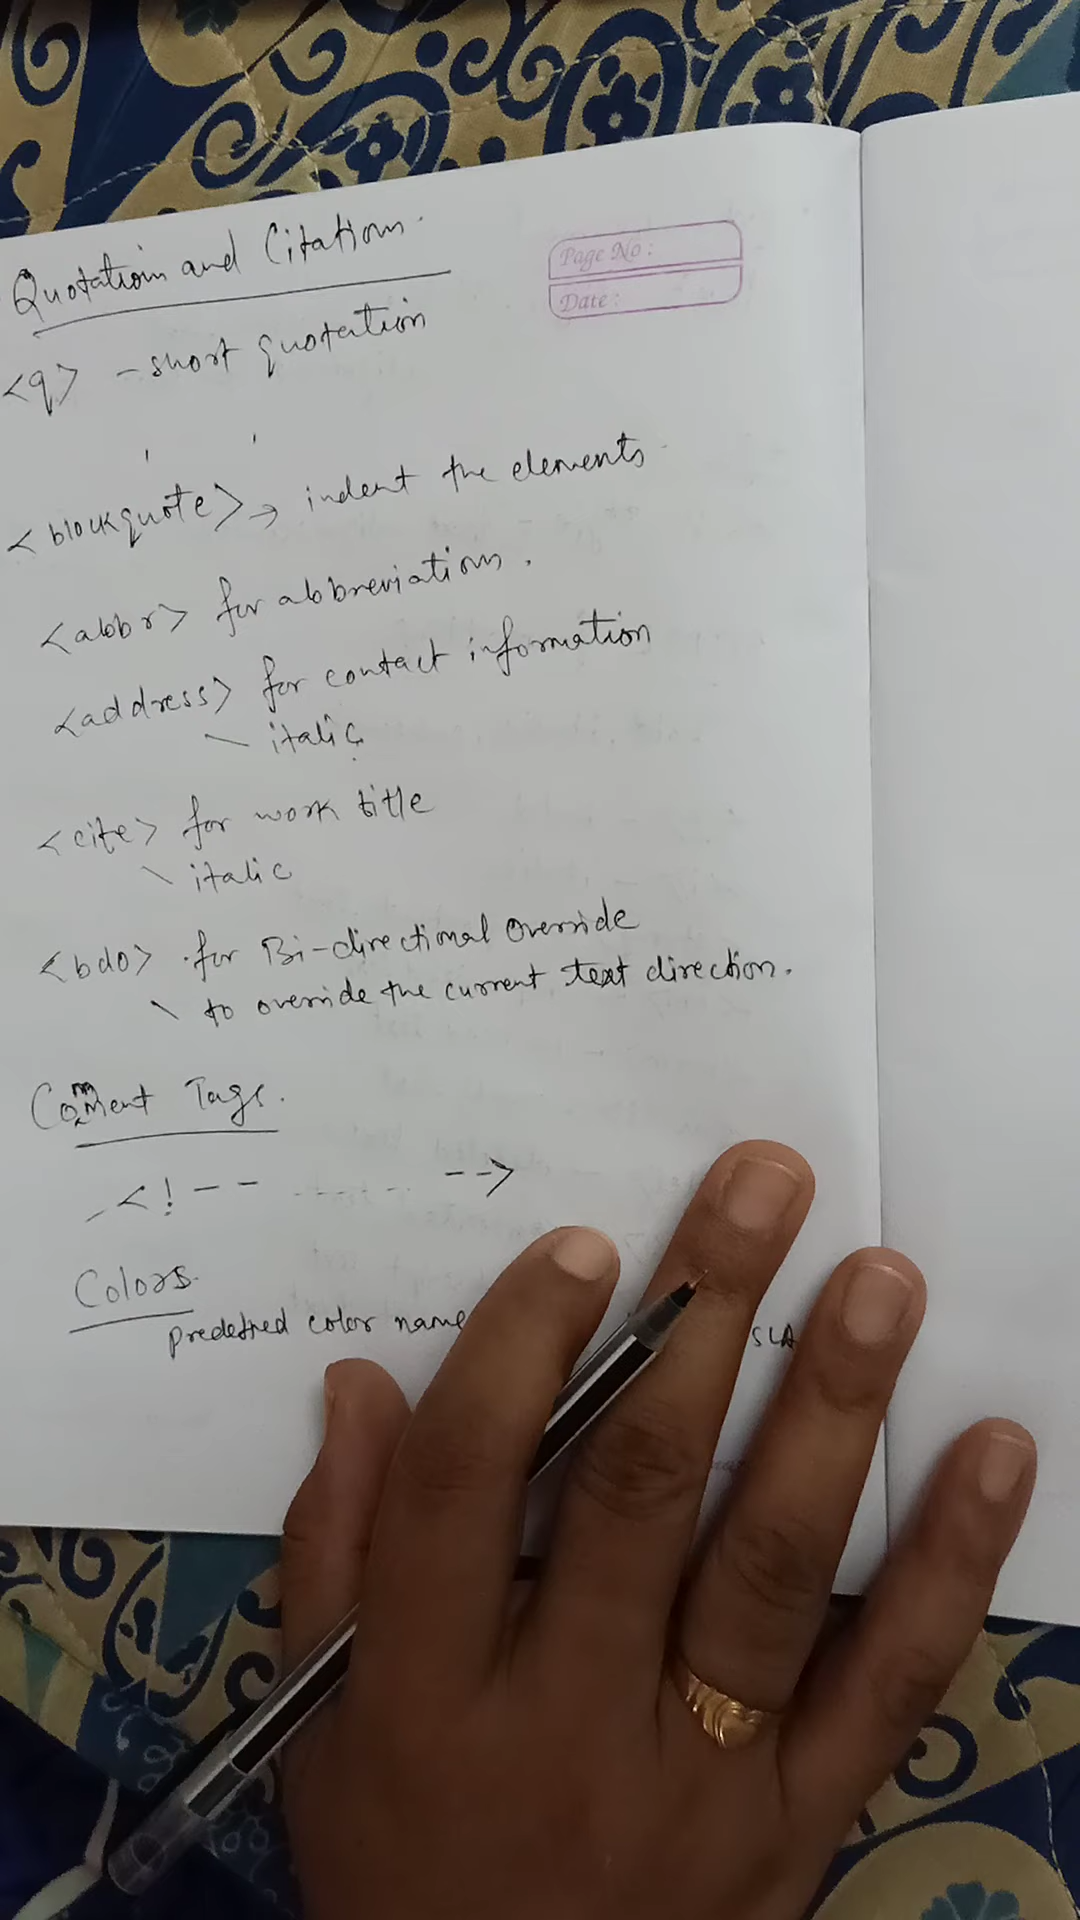 Quotation and Citation
Page No :
Date :
<q> - short quotation
<blockquote> → indent the elements
<abbr> for abbreviations.
<address> for contact information
\ italic
<cite> for work title
\ italic
<bdo> for Bi-directional Override
\ to override the current text direction.
Comment Tags.
<!-- ------ -->
Colors.
color name SLA